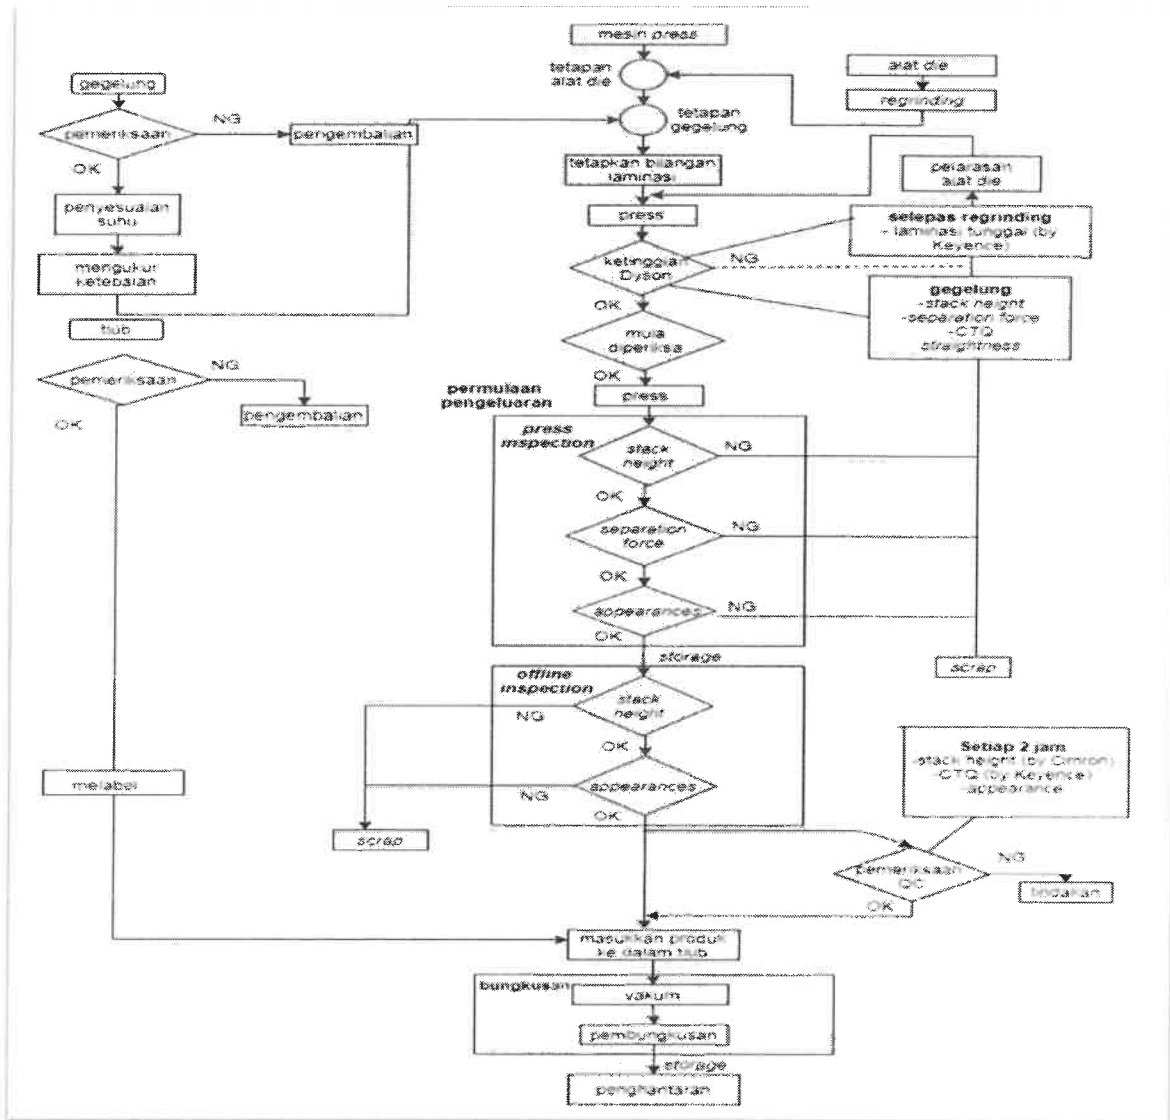 mesin press
tetapan
alat die
alat die
regrinding
gegelung
pemeriksaan
NG
pengembalian
OK
penyesuaian
suhu
mengukur
ketebalan
tetapan
gegelung
tetapkan bilangan
laminasi
pelarasan
alat die
press
selepas regrinding
- laminasi tunggal (by
Keyence)
ketinggian
Dyson
NG
OK
gegelung
-stack height
-separation force
-CTQ
straightness
tiub
mula
diperiksa
OK
pemeriksaan
NG
pengembalian
OK
permulaan
pengeluaran
press
press
inspection
stack
height
NG
OK
separation
force
NG
OK
appearances
NG
OK
storage
scrap
offline
inspection
stack
height
NG
OK
appearances
NG
OK
scrap
melabel
Setiap 2 jam
-stack height (by Cimron)
-CTQ (by Keyence)
-appearance
pemeriksaan
QC
NG
tindakan
OK
masukkan produk
ke dalam tiub
bungkusan
vakum
pembungkusan
storage
penghantaran